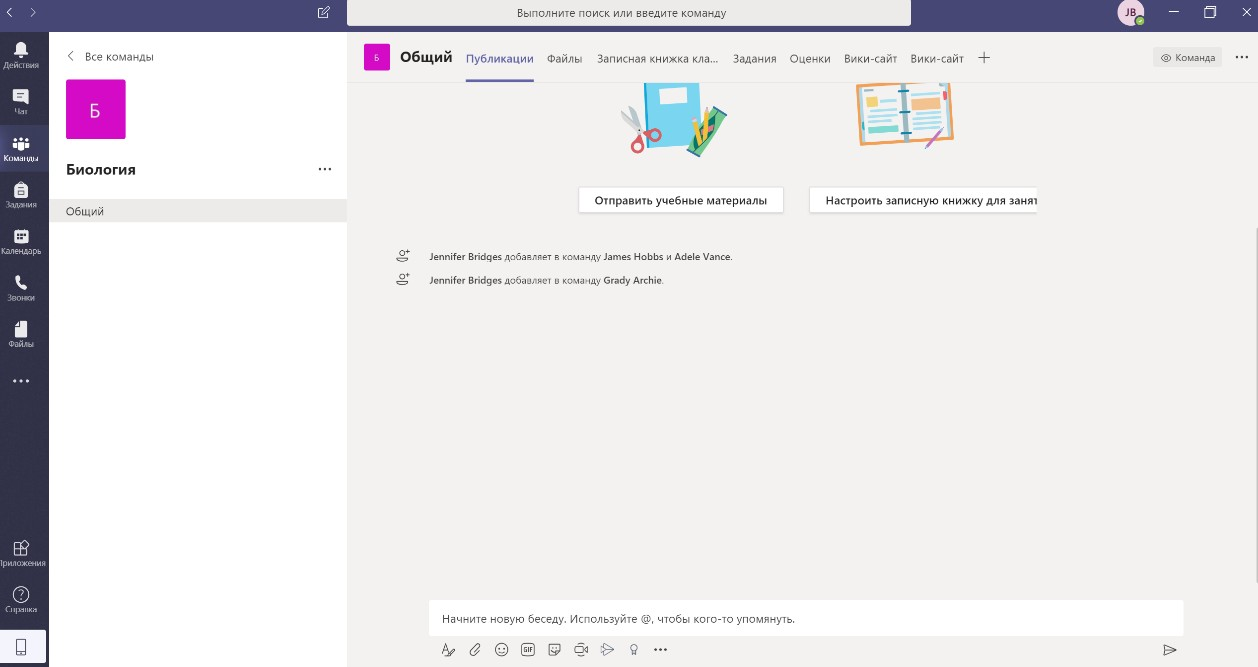 Выполните поиск или введите команду
JB
Действия
Чат
Команды
Задания
Календарь
Звонки
Файлы
Приложения
Справка
Все команды
Б
Биология
Общий
Б
Общий
Публикации
Файлы
Записная книжка кла...
Задания
Оценки
Вики-сайт
Вики-сайт
Команда
Отправить учебные материалы
Настроить записную книжку для занят
Jennifer Bridges добавляет в команду James Hobbs и Adele Vance.
Jennifer Bridges добавляет в команду Grady Archie.
Начните новую беседу. Используйте @, чтобы кого-то упомянуть.
GIF